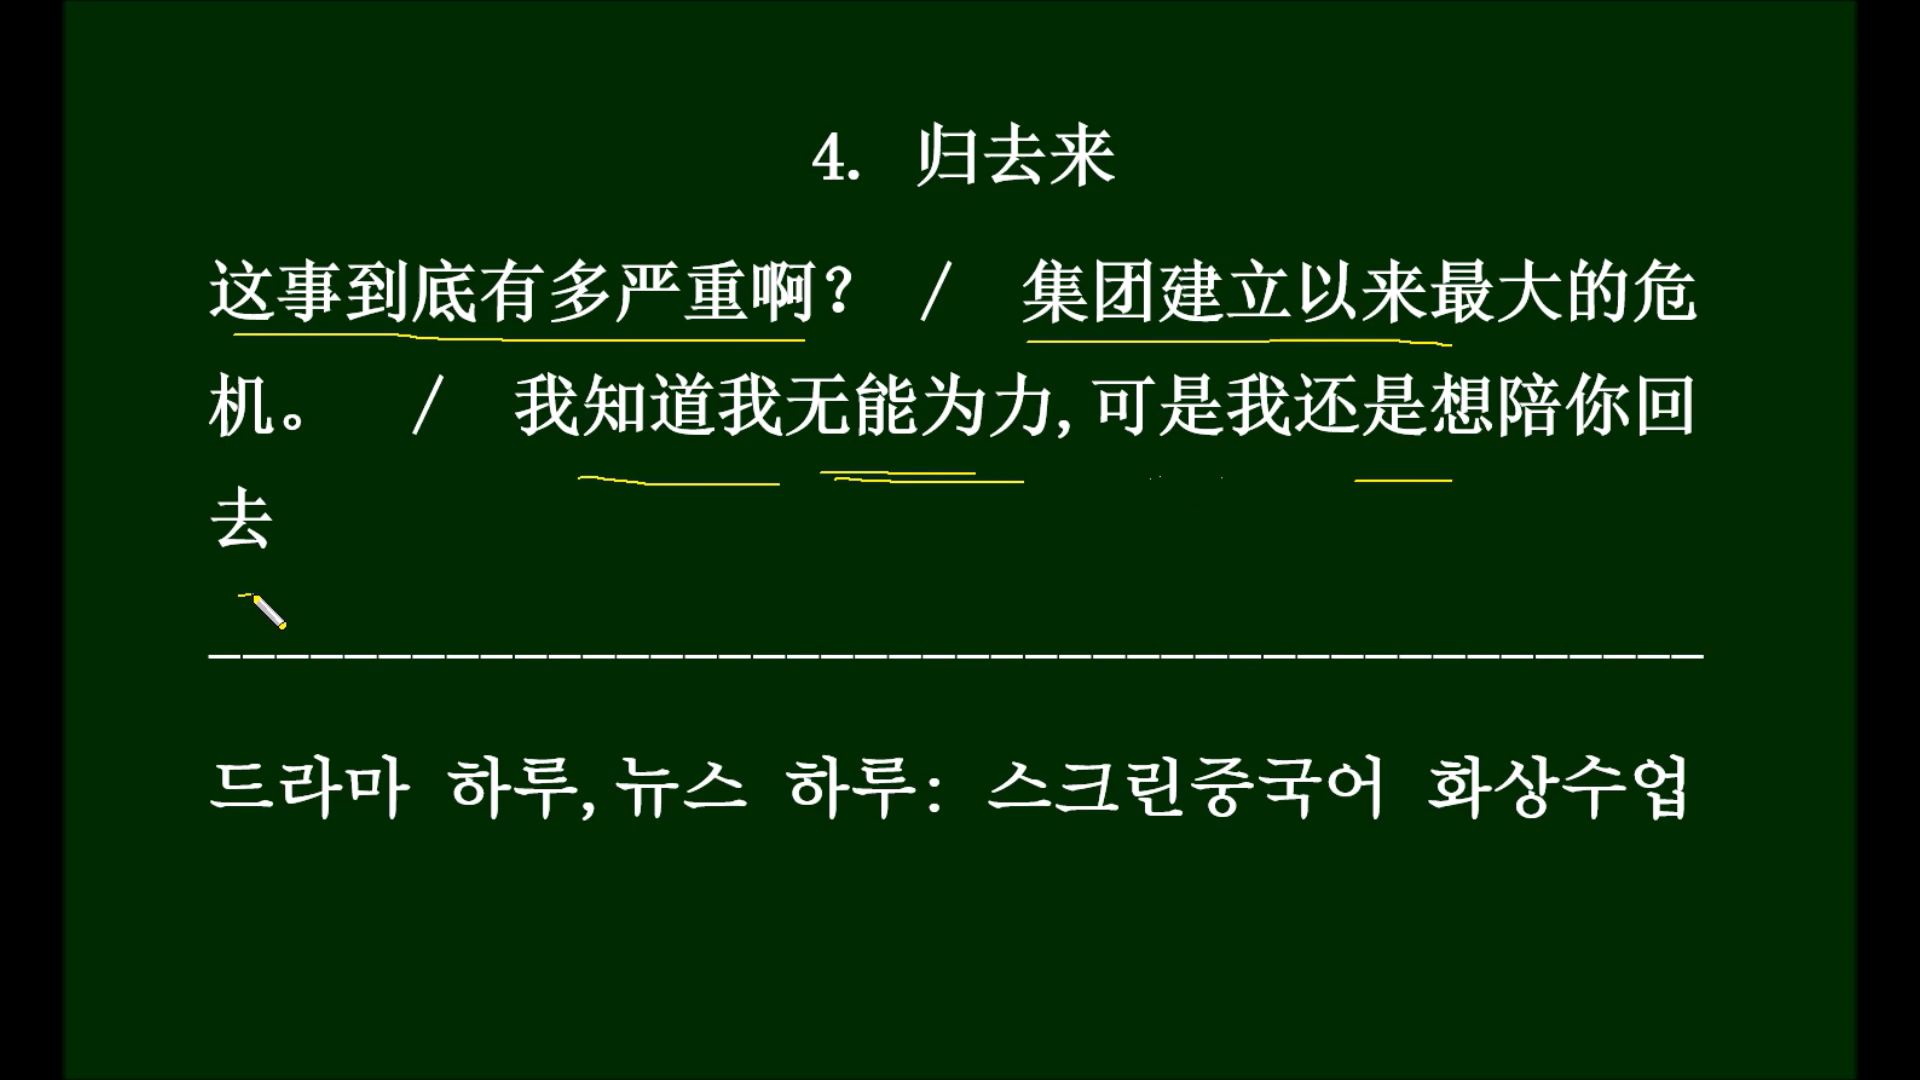 4. 归去来
这事到底有多严重啊? / 集团建立以来最大的危
机。 / 我知道我无能为力,可是我还是想陪你回
去
____________________________________________
드라마 하루,뉴스 하루: 스크린중국어 화상수업